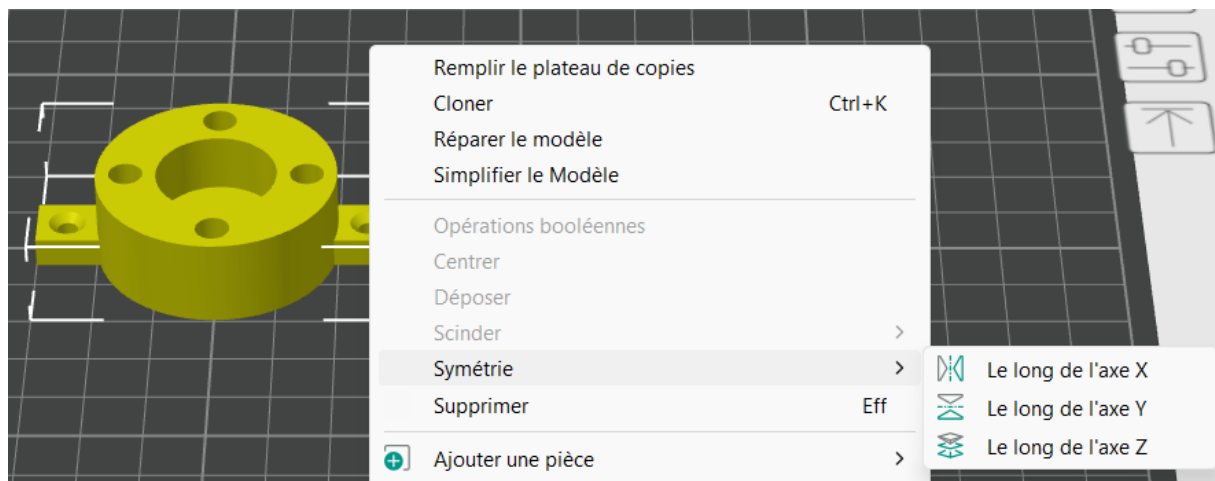 Remplir le plateau de copies
Cloner Ctrl+K
Réparer le modèle
Simplifier le Modèle
Opérations booléennes
Centrer
Déposer
Scinder
Symétrie
Supprimer Eff
Ajouter une pièce
Le long de l'axe X
Le long de l'axe Y
Le long de l'axe Z